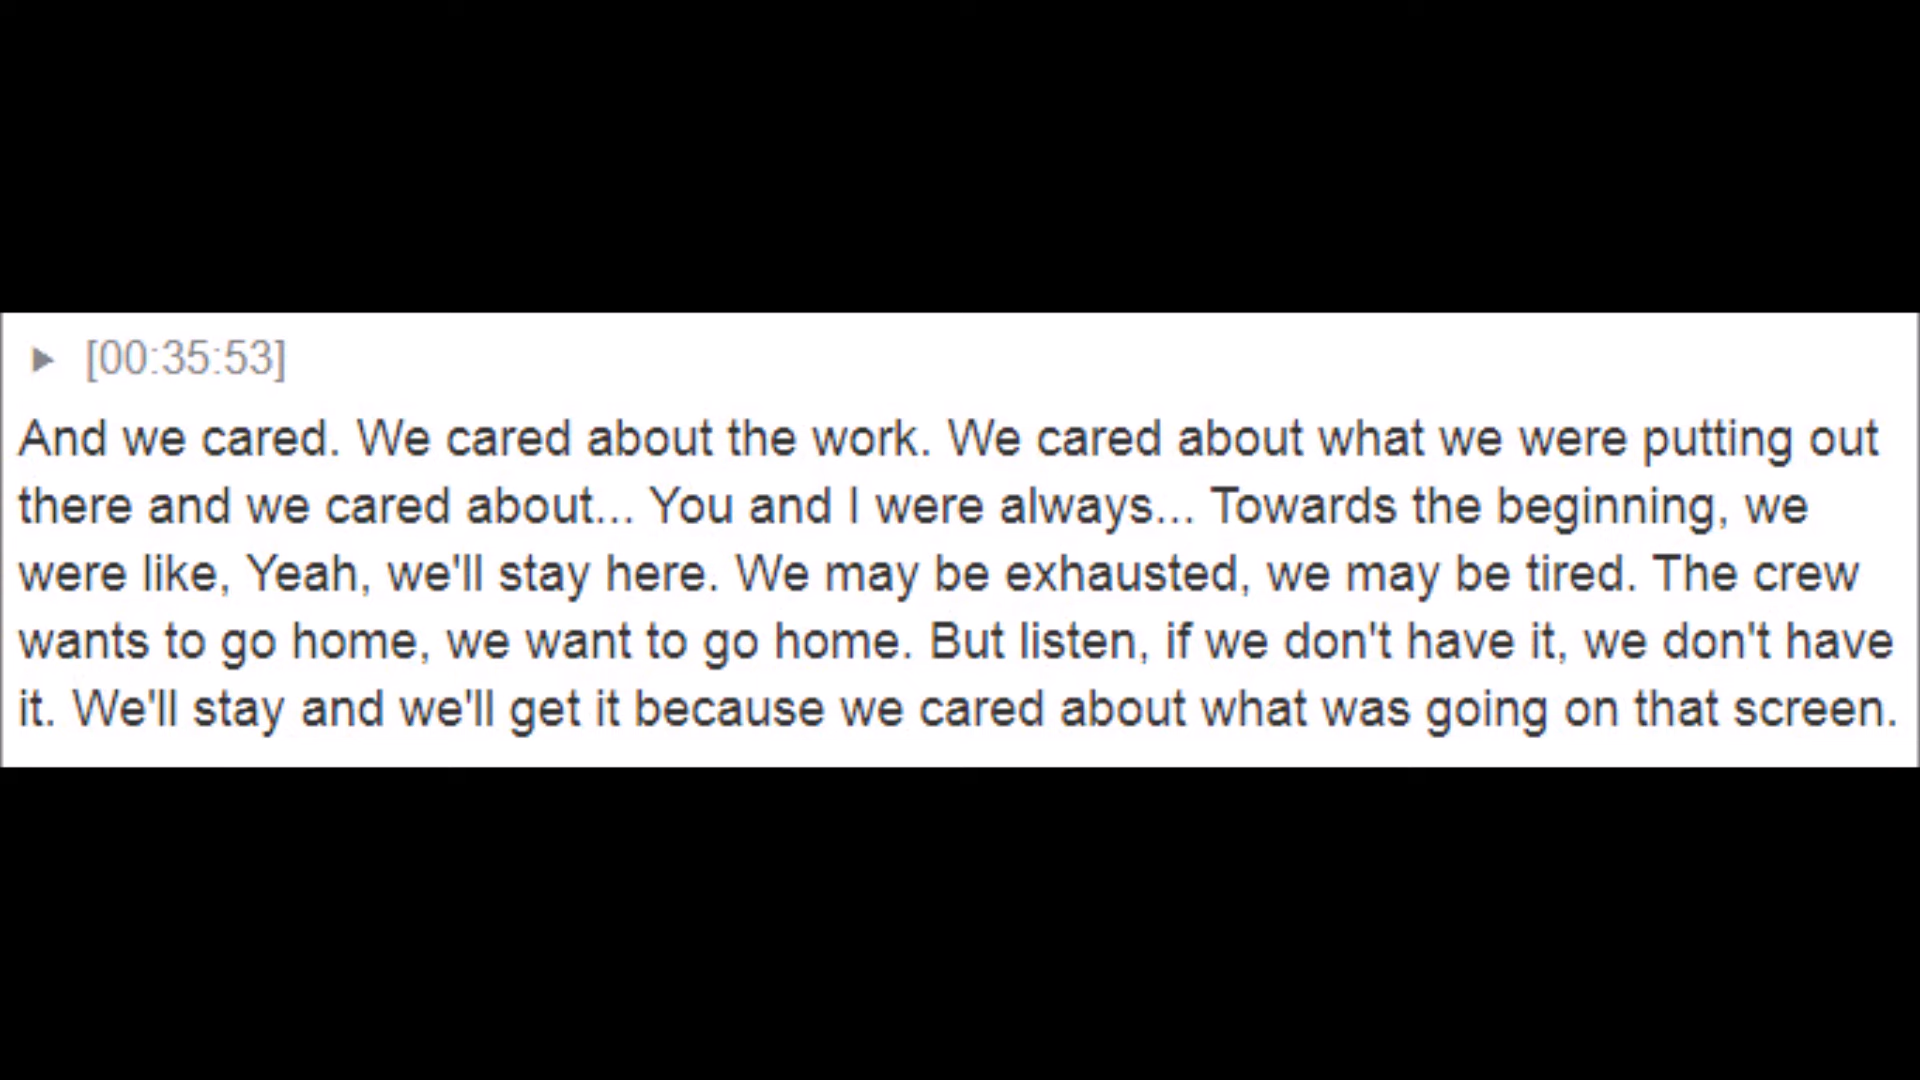 [00:35:53]
And we cared. We cared about the work. We cared about what we were putting out
there and we cared about... You and I were always... Towards the beginning, we
were like, Yeah, we'll stay here. We may be exhausted, we may be tired. The crew
wants to go home, we want to go home. But listen, if we don't have it, we don't have
it. We'll stay and we'll get it because we cared about what was going on that screen.